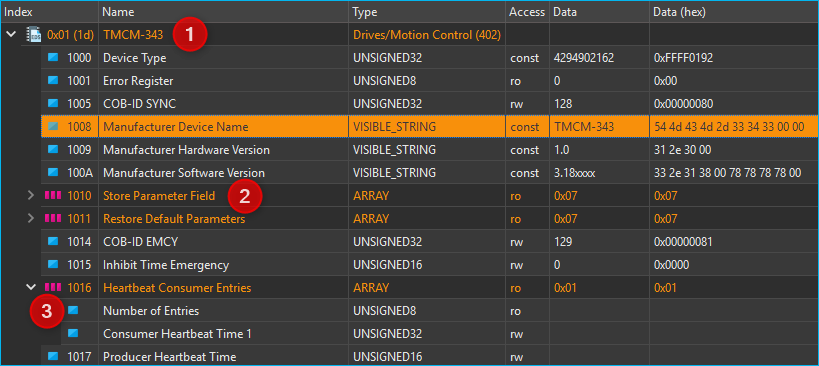 Index Name Type Access Data Data (hex)
0x01 (1d) TMCM-343 1 Drives/Motion Control (402)
1000 Device Type UNSIGNED32 const 4294902162 0xFFFF0192
1001 Error Register UNSIGNED8 ro 0 0x00
1005 COB-ID SYNC UNSIGNED32 rw 128 0x00000080
1008 Manufacturer Device Name VISIBLE_STRING const TMCM-343 54 4d 43 4d 2d 33 34 33 00 00
1009 Manufacturer Hardware Version VISIBLE_STRING const 1.0 31 2e 30 00
100A Manufacturer Software Version VISIBLE_STRING const 3.18xxxx 33 2e 31 38 00 78 78 78 78 00
1010 Store Parameter Field 2 ARRAY ro 0x07 0x07
1011 Restore Default Parameters ARRAY ro 0x07 0x07
1014 COB-ID EMCY UNSIGNED32 rw 129 0x00000081
1015 Inhibit Time Emergency UNSIGNED16 rw 0 0x0000
1016 Heartbeat Consumer Entries ARRAY ro 0x01 0x01
3 Number of Entries UNSIGNED8 ro
Consumer Heartbeat Time 1 UNSIGNED32 rw
1017 Producer Heartbeat Time UNSIGNED16 rw